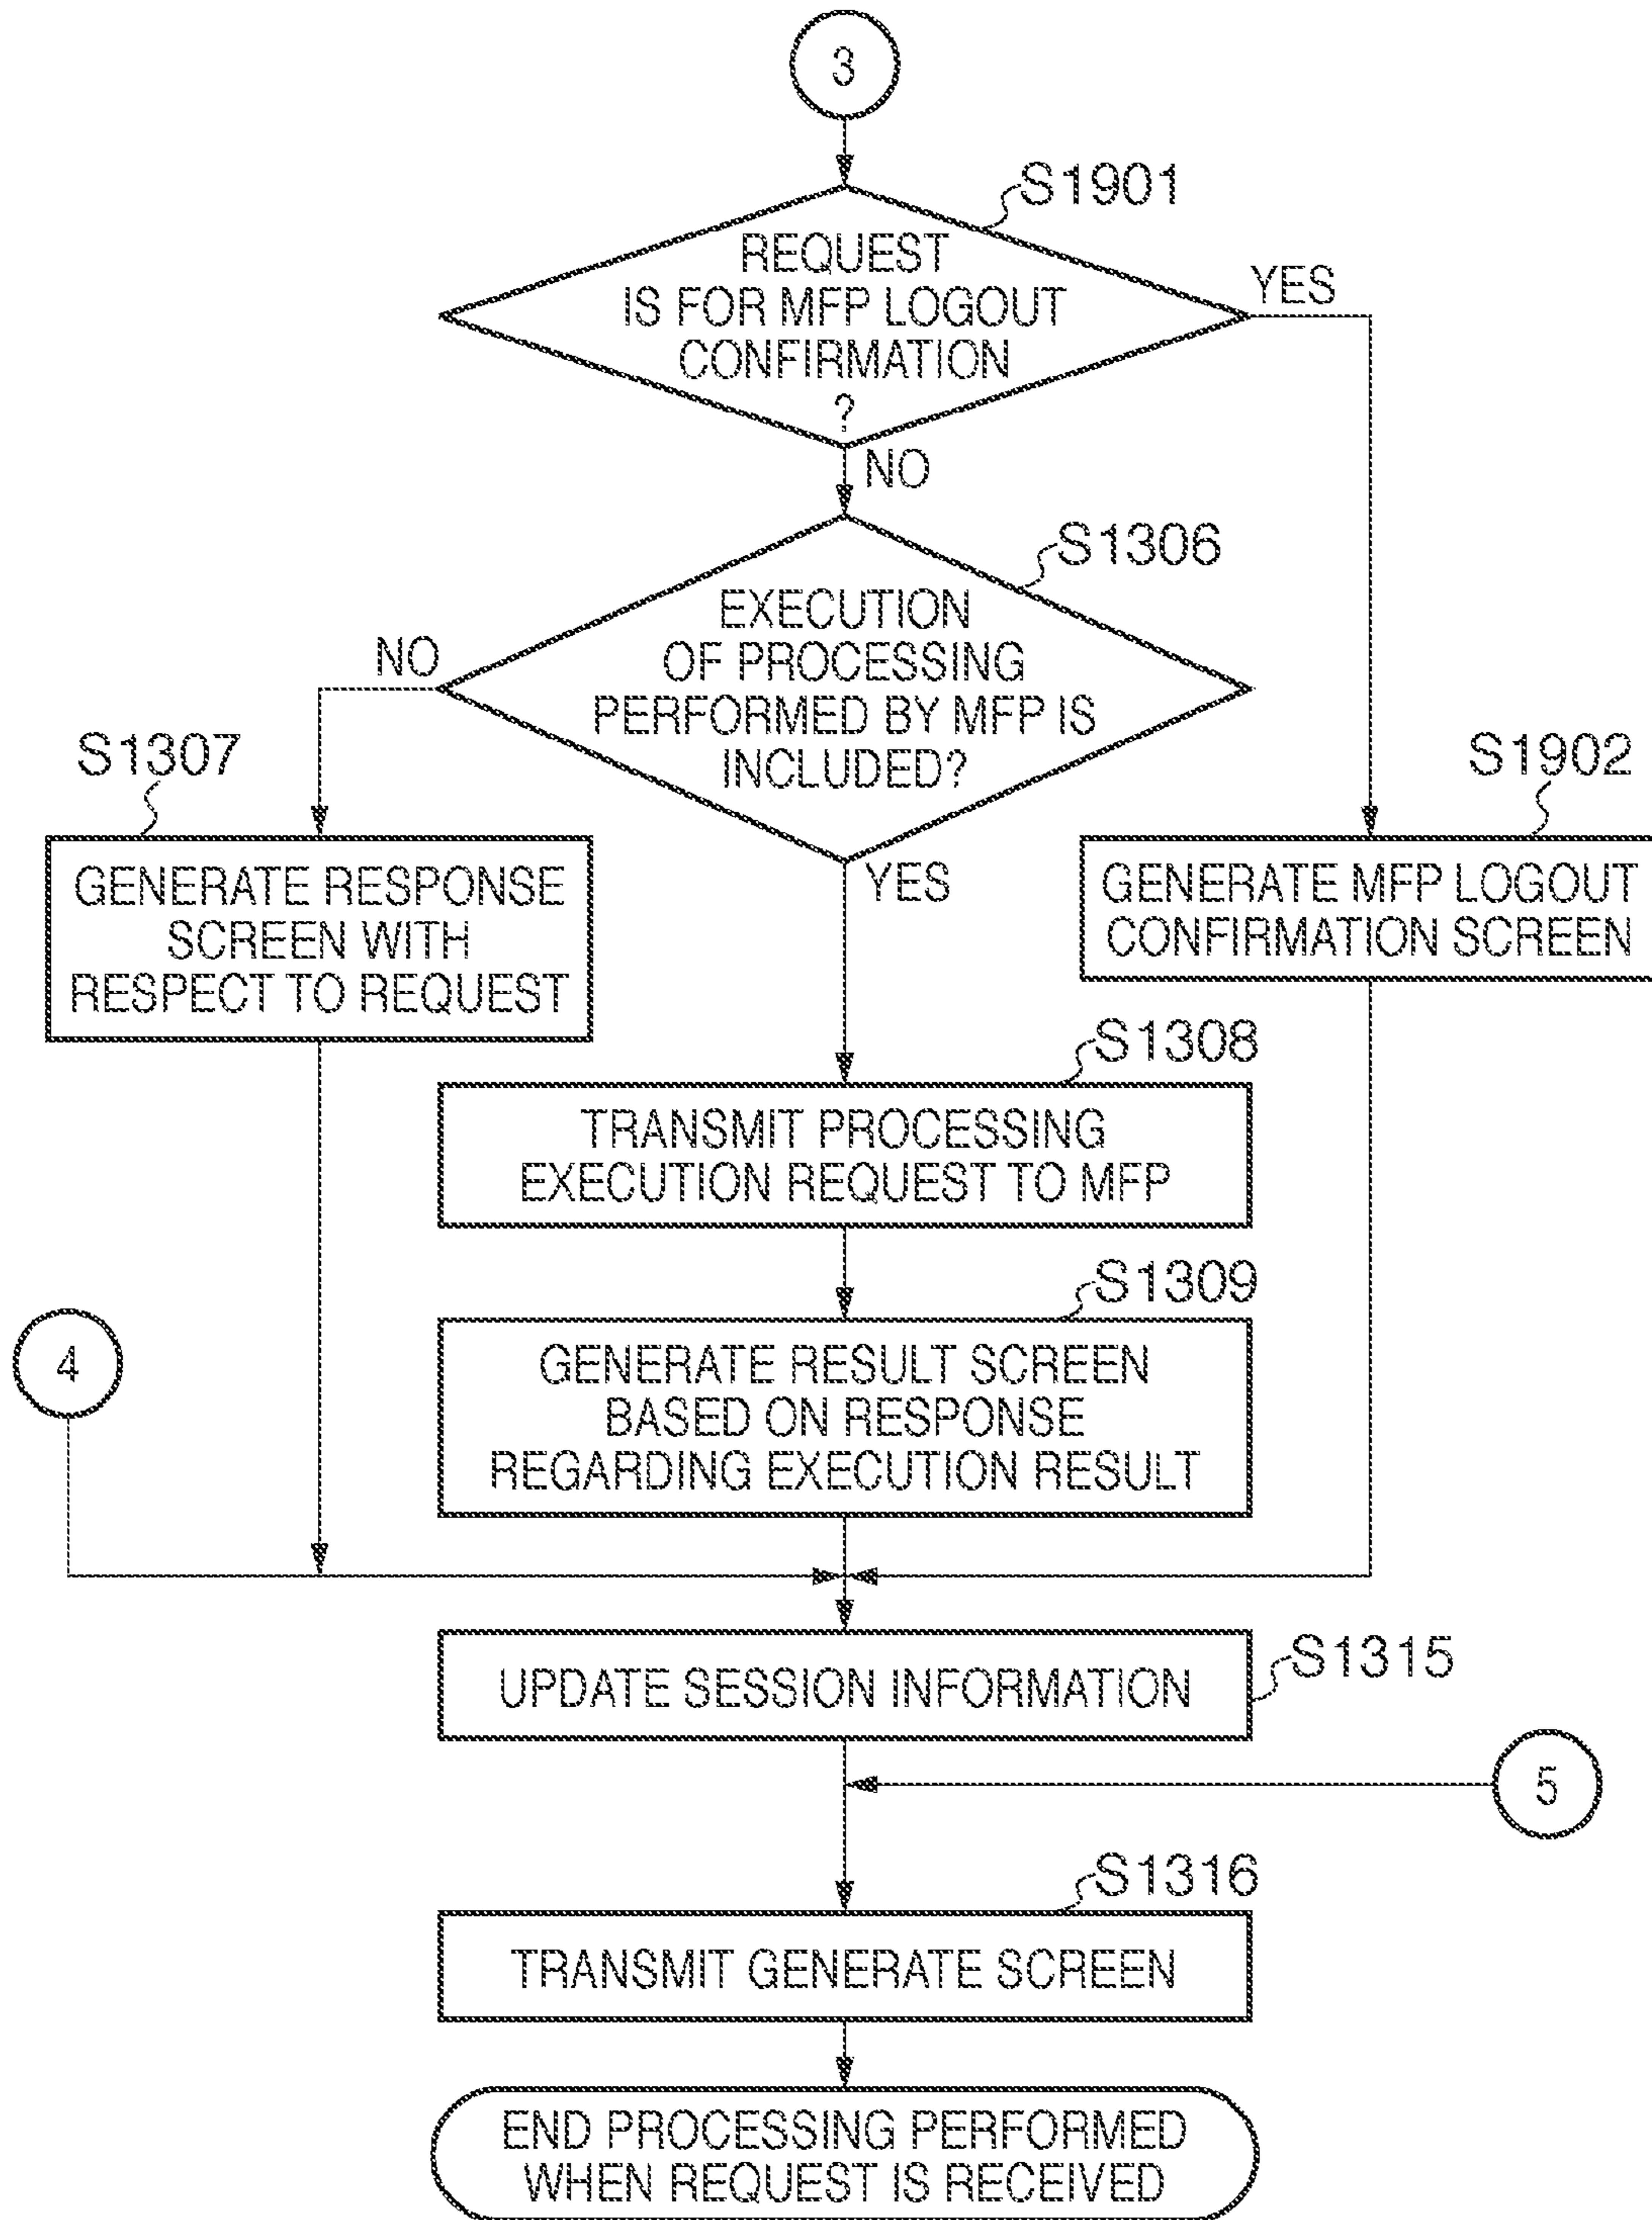 3
S1901
REQUEST
IS FOR MFP LOGOUT
CONFIRMATION
?
YES
NO
S1306
EXECUTION
OF PROCESSING
PERFORMED BY MFP IS
INCLUDED?
NO
YES
S1307
GENERATE RESPONSE
SCREEN WITH
RESPECT TO REQUEST
S1902
GENERATE MFP LOGOUT
CONFIRMATION SCREEN
S1308
TRANSMIT PROCESSING
EXECUTION REQUEST TO MFP
S1309
GENERATE RESULT SCREEN
BASED ON RESPONSE
REGARDING EXECUTION RESULT
4
UPDATE SESSION INFORMATION
S1315
5
S1316
TRANSMIT GENERATE SCREEN
END PROCESSING PERFORMED
WHEN REQUEST IS RECEIVED